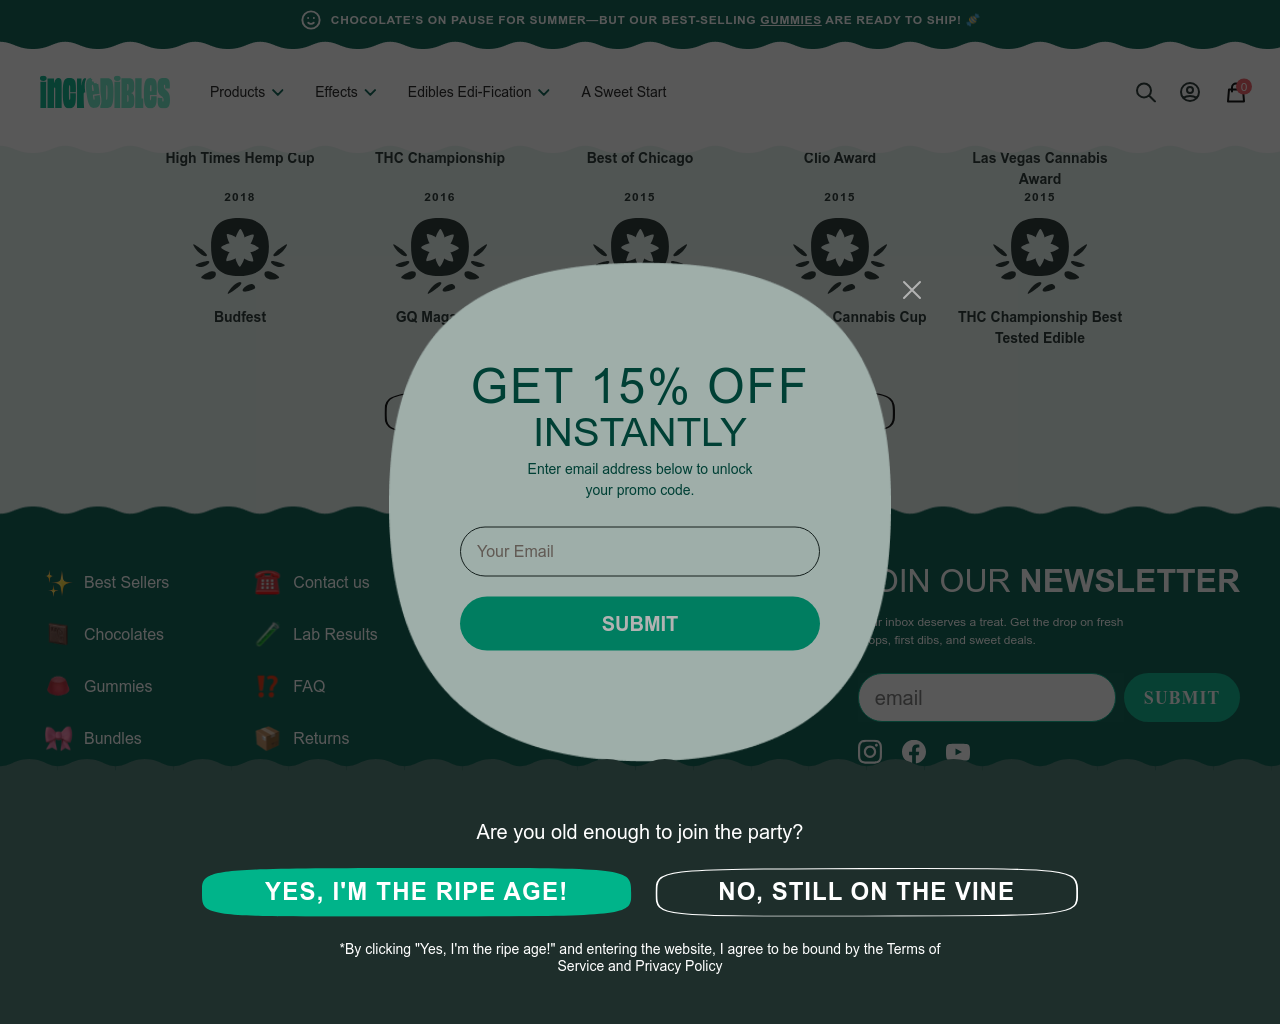 CHOCOLATE'S ON PAUSE FOR SUMMER—BUT OUR BEST-SELLING GUMMIES ARE READY TO SHIP!
incredibles
Products
Effects
Edibles Edi-Fication
A Sweet Start
0
High Times Hemp Cup
THC Championship
Best of Chicago
Clio Award
Las Vegas Cannabis
Award
2018
2016
2015
2015
2015
Budfest
GQ
Cannabis Cup
THC Championship Best
Tested Edible
GET 15% OFF
INSTANTLY
Enter email address below to unlock
your promo code.
Your Email
SUBMIT
Best Sellers
Chocolates
Gummies
Bundles
Contact us
Lab Results
FAQ
Returns
OIN OUR NEWSLETTER
r inbox deserves a treat. Get the drop on fresh
ops, first dibs, and sweet deals.
email
SUBMIT
Are you old enough to join the party?
YES, I'M THE RIPE AGE!
NO, STILL ON THE VINE
*By clicking "Yes, I'm the ripe age!" and entering the website, I agree to be bound by the Terms of
Service and Privacy Policy